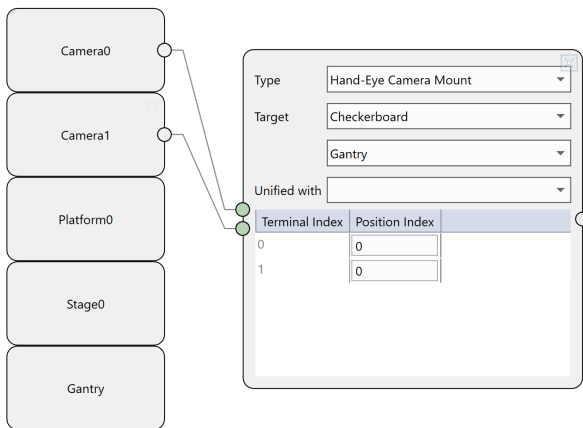 Camera0
Camera1
Platform0
Stage0
Gantry
Type Hand-Eye Camera Mount
Target Checkerboard
Gantry
Unified with
Terminal Index Position Index
0 0
1 0